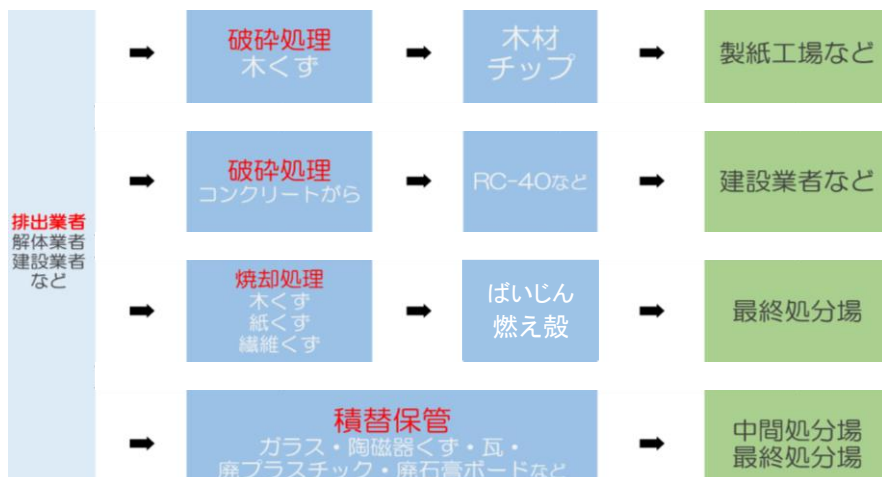 排出業者
解体業者
建設業者
など
破砕処理
木くず
木材
チップ
製紙工場など
破砕処理
コンクリートがら
RC-40など
建設業者など
焼却処理
木くず
紙くず
繊維くず
ばいじん
燃え殻
最終処分場
積替保管
ガラス・陶磁器くず・瓦・
廃プラスチック・廃石膏ボードなど
中間処分場
最終処分場